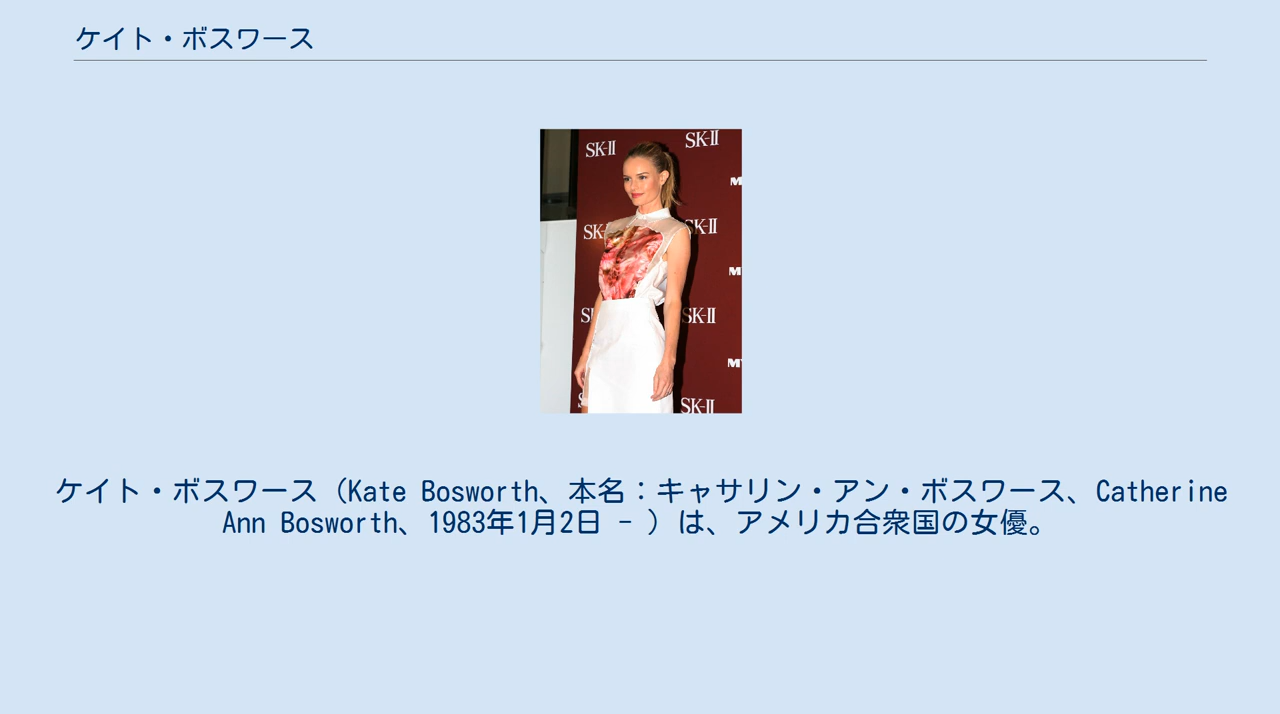 ケイト・ボスワース
SK-II
SK-II
M
SK-II
SK-II
M
SK-II
SK-II
ケイト・ボスワース（Kate Bosworth、本名：キャサリン・アン・ボスワース、Catherine
Ann Bosworth、1983年1月2日 - ）は、アメリカ合衆国の女優。